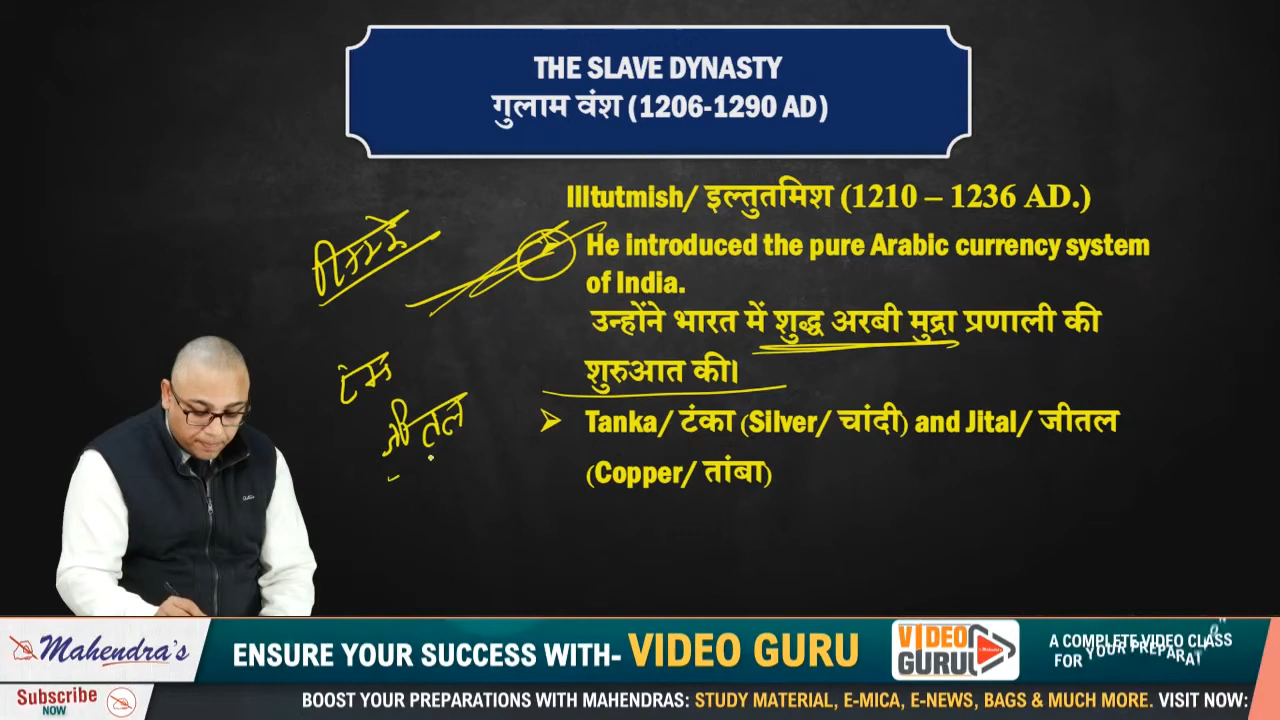 THE SLAVE DYNASTY
गुलाम वंश (1206-1290 AD)
Illtutmish/ इल्तुतमिश (1210 – 1236 AD.)
He introduced the pure Arabic currency system
of India.
उन्होंने भारत में शुद्ध अरबी मुद्रा प्रणाली की
शुरुआत की।
Tanka/ टंका (Silver/ चांदी) and Jital/ जीतल
(Copper/ तांबा)
जीतल
Mahendra's
ENSURE YOUR SUCCESS WITH- VIDEO GURU
VIDEO
GURU
A COMPLETE VIDEO CLASS
FOR YOUR PREPARAT
Subscribe
NOW
BOOST YOUR PREPARATIONS WITH MAHENDRAS: STUDY MATERIAL, E-MICA, E-NEWS, BAGS & MUCH MORE. VISIT NOW: